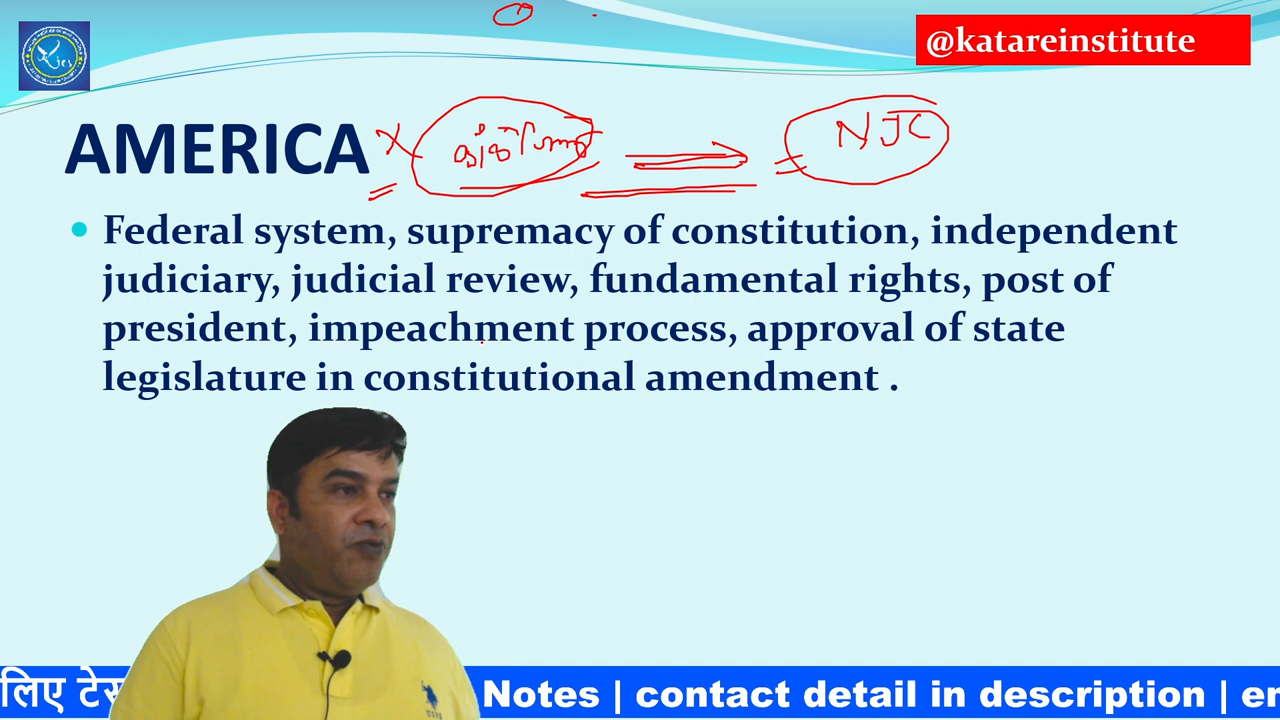 @katareinstitute
AMERICA
NJC
Federal system, supremacy of constitution, independent
judiciary, judicial review, fundamental rights, post of
president, impeachment process, approval of state
legislature in constitutional amendment .
लिए Notes | contact detail in description |